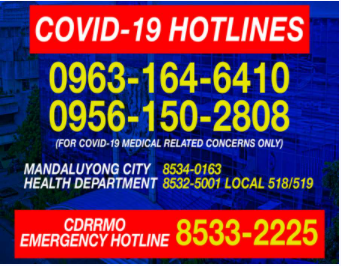 COVID-19 HOTLINES
0963-164-6410
0956-150-2808
(FOR COVID-19 MEDICAL RELATED CONCERNS ONLY)
MANDALUYONG CITY 8534-0163
HEALTH DEPARTMENT 8532-5001 LOCAL 518/519
CDRRMO
EMERGENCY HOTLINE 8533-2225